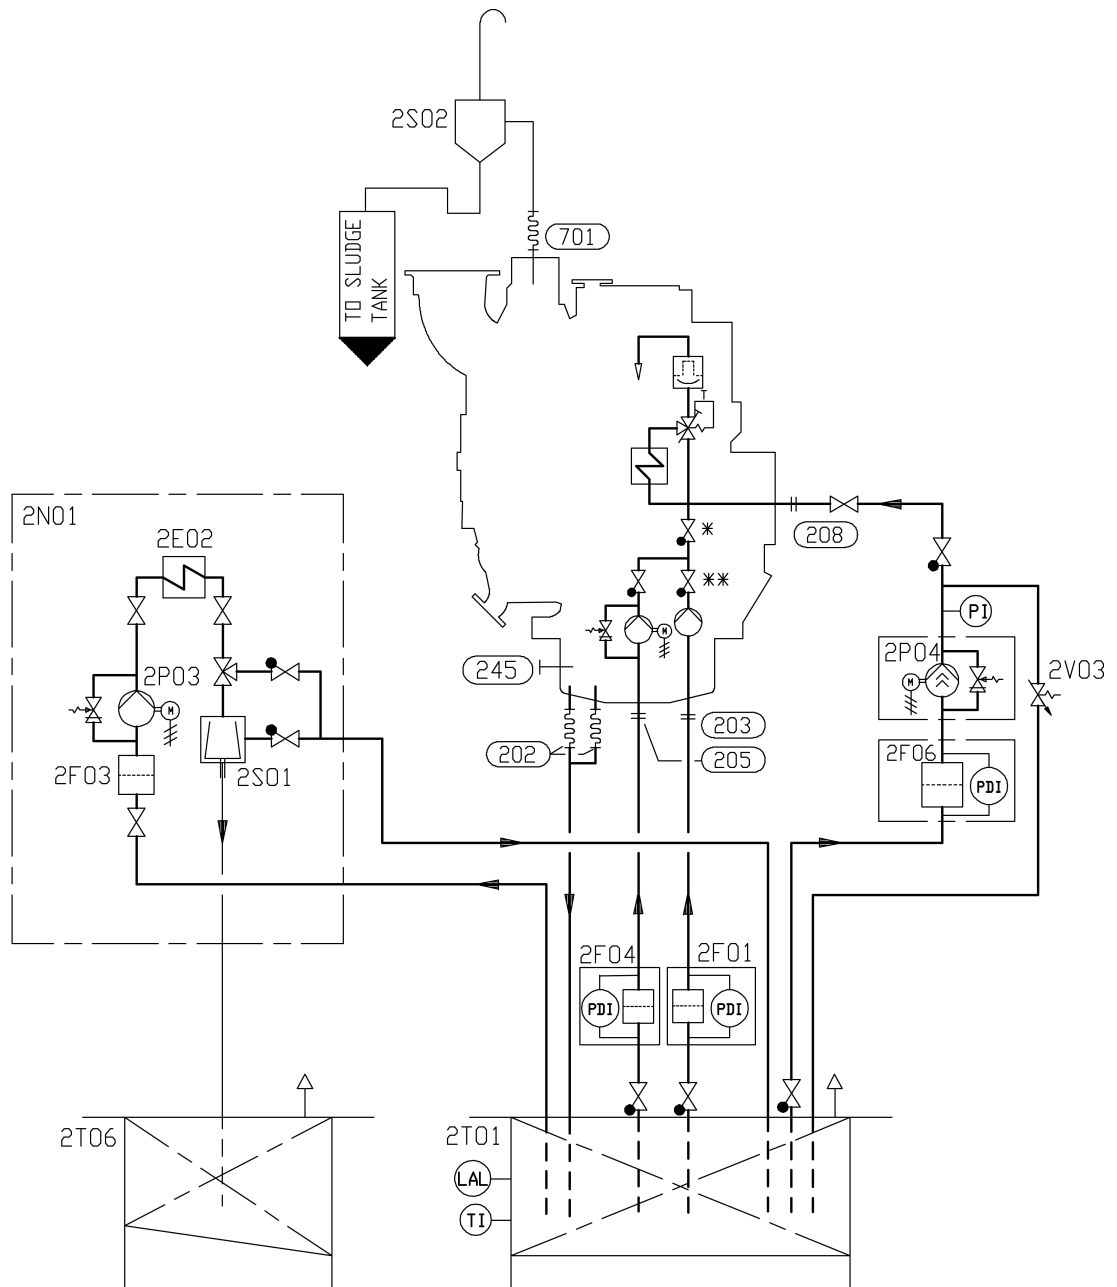 2S02
701
TO SLUDGE
TANK
T
2N01
2E02
*
208
**
PI
M
2P03
M
245
2P04
M
2V03
203
202
205
2F03
2S01
2F06
PDI
2F04
2F01
PDI
PDI
2T06
2T01
LAL
TI